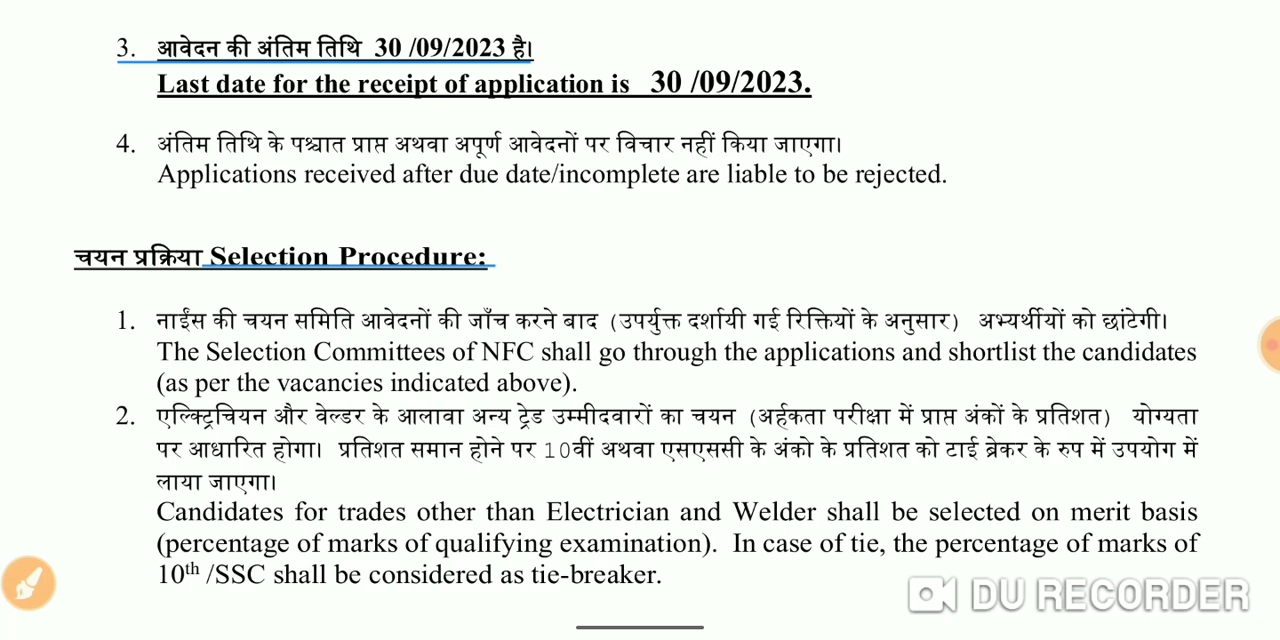 3. आवेदन की अंतिम तिथि 30 /09/2023 है।
Last date for the receipt of application is 30 /09/2023.
4. अंतिम तिथि के पश्चात प्राप्त अथवा अपूर्ण आवेदनों पर विचार नहीं किया जाएगा।
Applications received after due date/incomplete are liable to be rejected.
चयन प्रक्रिया Selection Procedure:
1. नाईंस की चयन समिति आवेदनों की जाँच करने बाद (उपर्युक्त दर्शायी गई रिक्तियों के अनुसार) अभ्यर्थीयों को छांटेगी।
The Selection Committees of NFC shall go through the applications and shortlist the candidates
(as per the vacancies indicated above).
2. एल्क्ट्रिचियन और वेल्डर के आलावा अन्य ट्रेड उम्मीदवारों का चयन (अर्हकता परीक्षा में प्राप्त अंकों के प्रतिशत) योग्यता
पर आधारित होगा। प्रतिशत समान होने पर 10वीं अथवा एसएससी के अंको के प्रतिशत को टाई ब्रेकर के रुप में उपयोग में
लाया जाएगा।
Candidates for trades other than Electrician and Welder shall be selected on merit basis
(percentage of marks of qualifying examination). In case of tie, the percentage of marks of
10th /SSC shall be considered as tie-breaker.
DU RECORDER